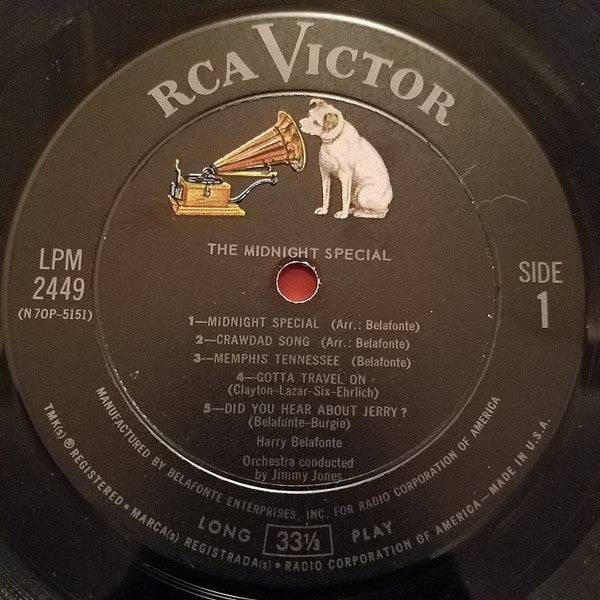 RCA VICTOR
THE MIDNIGHT SPECIAL
LPM
2449
(N 70P-5151)
SIDE
1
1—MIDNIGHT SPECIAL (Arr.: Belafonte)
2—CRAWDAD SONG (Arr.: Belafonte)
3—MEMPHIS TENNESSEE (Belafonte)
4—GOTTA TRAVEL ON
(Clayton-Lazar-Six-Ehrlich)
5—DID YOU HEAR ABOUT JERRY?
(Belafonte-Burgie)
Harry Belafonte
Orchestra conducted
by Jimmy Jones
MANUFACTURED BY BELAFONTE ENTERPRISES, INC. FOR RADIO CORPORATION OF AMERICA
LONG 33⅓ PLAY
TMK(s) ® REGISTERED • MARCA(s) REGISTRADA(s) • RADIO CORPORATION OF AMERICA—MADE IN U.S.A.